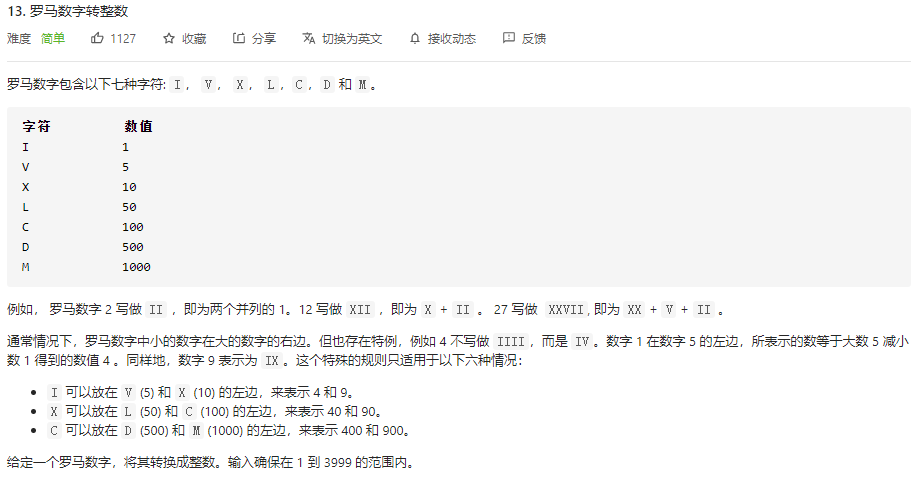 13. 罗马数字转整数
难度 简单 1127 收藏 分享 切换为英文 接收动态 反馈
罗马数字包含以下七种字符: I， V， X， L，C，D 和 M。
字符 数值
I 1
V 5
X 10
L 50
C 100
D 500
M 1000
例如， 罗马数字 2 写做 II ，即为两个并列的 1。12 写做 XII ，即为 X + II 。 27 写做 XXVII, 即为 XX + V + II 。
通常情况下，罗马数字中小的数字在大的数字的右边。但也存在特例，例如 4 不写做 IIII，而是 IV。数字 1 在数字 5 的左边，所表示的数等于大数 5 减小
数 1 得到的数值 4 。同样地，数字 9 表示为 IX。这个特殊的规则只适用于以下六种情况：
• I 可以放在 V (5) 和 X (10) 的左边，来表示 4 和 9。
• X 可以放在 L (50) 和 C (100) 的左边，来表示 40 和 90。
• C 可以放在 D (500) 和 M (1000) 的左边，来表示 400 和 900。
给定一个罗马数字，将其转换成整数。输入确保在 1 到 3999 的范围内。